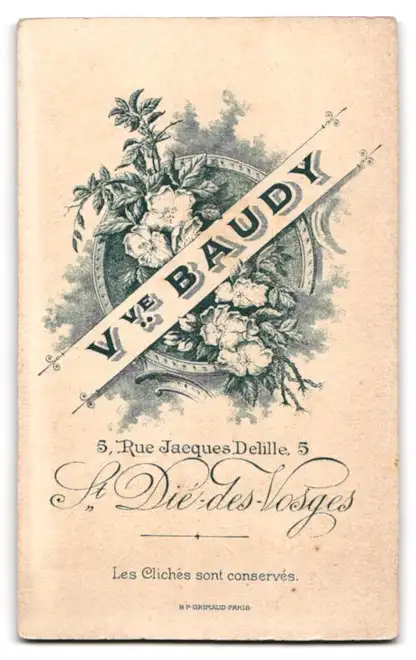 Vve BAUDY
5, Rue Jacques Delille, 5
St Dié-des-Vosges
Les Clichés sont conservés.
B P-GRIMAUD-PARIS